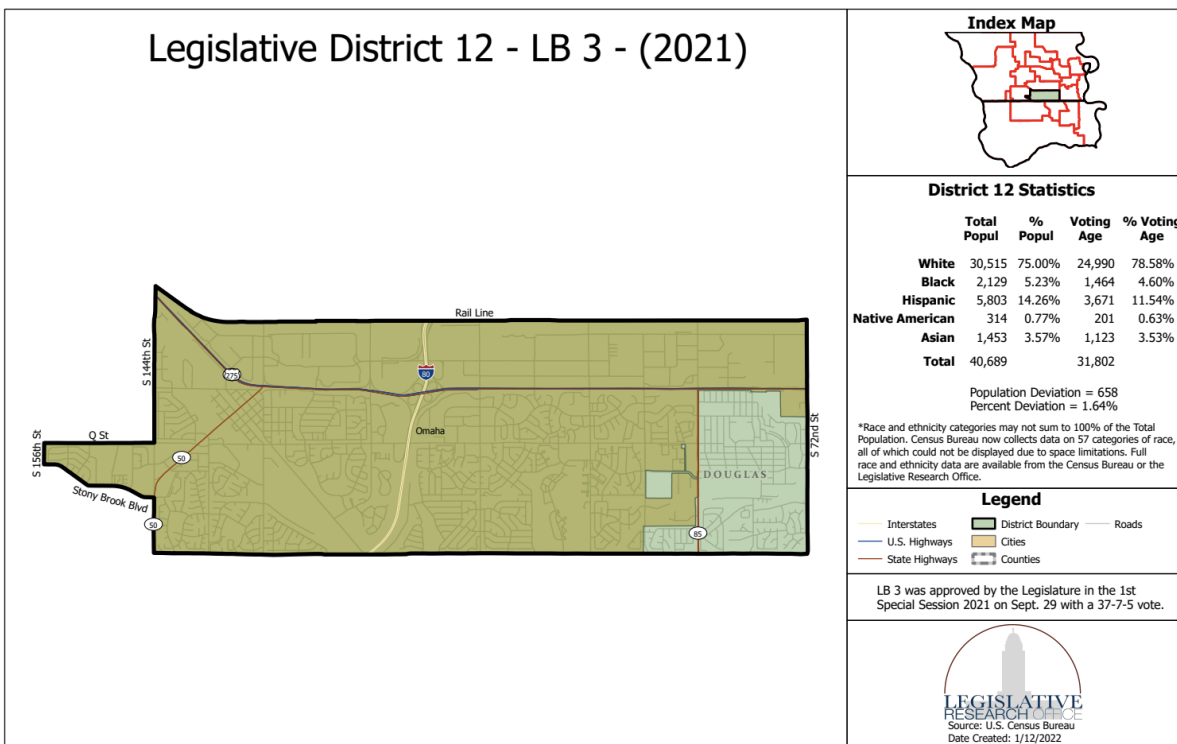 Legislative District 12 - LB 3 - (2021)
Rail Line
S 144th St
275
80
Omaha
S 72nd St
S 156th St
Q St
50
DOUGLAS
Stony Brook Blvd
50
85
Index Map
District 12 Statistics
Total Popul % Popul Voting Age % Voting Age
White 30,515 75.00% 24,990 78.58%
Black 2,129 5.23% 1,464 4.60%
Hispanic 5,803 14.26% 3,671 11.54%
Native American 314 0.77% 201 0.63%
Asian 1,453 3.57% 1,123 3.53%
Total 40,689 31,802
Population Deviation = 658
Percent Deviation = 1.64%
*Race and ethnicity categories may not sum to 100% of the Total
Population. Census Bureau now collects data on 57 categories of race,
all of which could not be displayed due to space limitations. Full
race and ethnicity data are available from the Census Bureau or the
Legislative Research Office.
Legend
Interstates District Boundary Roads
U.S. Highways Cities
State Highways Counties
LB 3 was approved by the Legislature in the 1st
Special Session 2021 on Sept. 29 with a 37-7-5 vote.
LEGISLATIVE
RESEARCH OFFICE
Source: U.S. Census Bureau
Date Created: 1/12/2022